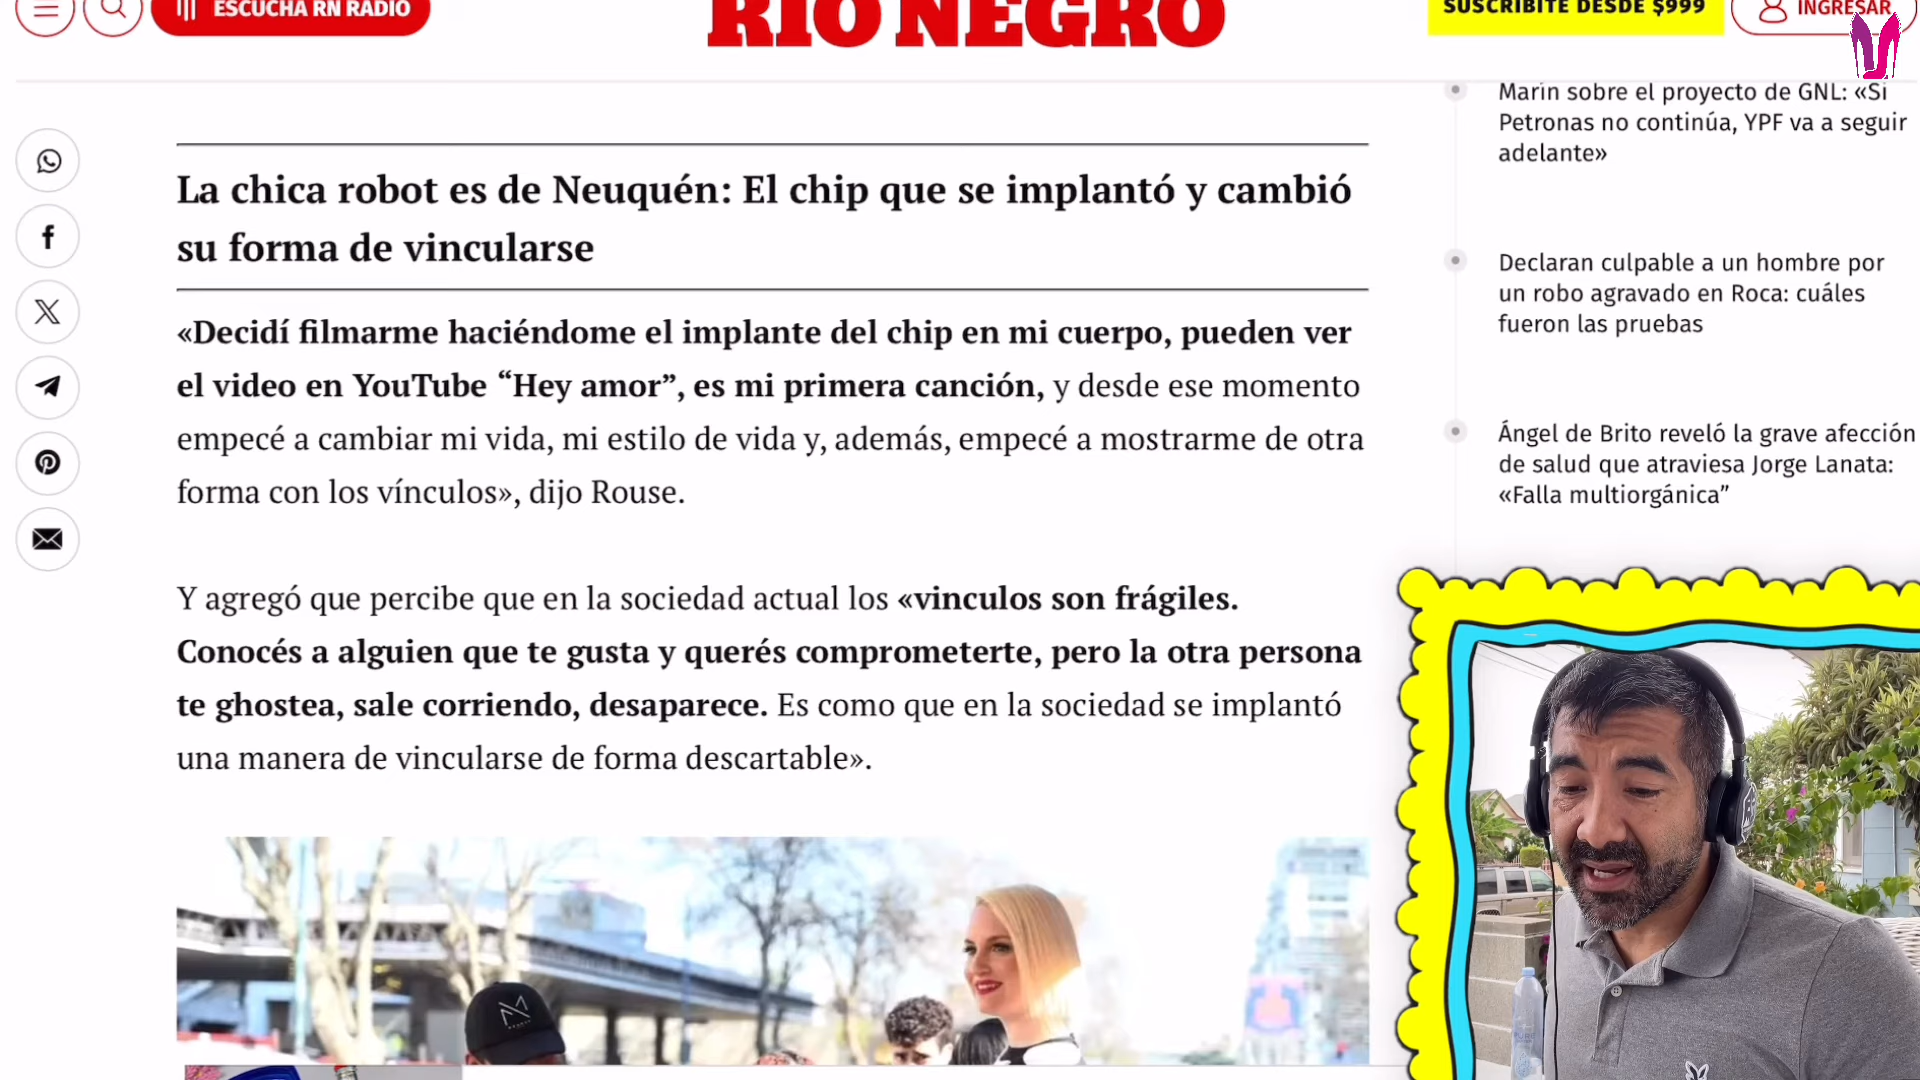 ESCUCHA RN RADIO
RIO NEGRO
SUSCRIBITE DESDE $999
INGRESAR
La chica robot es de Neuquén: El chip que se implantó y cambió
su forma de vincularse
«Decidí filmarme haciéndome el implante del chip en mi cuerpo, pueden ver
el video en YouTube “Hey amor”, es mi primera canción, y desde ese momento
empecé a cambiar mi vida, mi estilo de vida y, además, empecé a mostrarme de otra
forma con los vínculos», dijo Rouse.
Y agregó que percibe que en la sociedad actual los «vinculos son frágiles.
Conocés a alguien que te gusta y querés comprometerte, pero la otra persona
te ghostea, sale corriendo, desaparece. Es como que en la sociedad se implantó
una manera de vincularse de forma descartable».
Marín sobre el proyecto de GNL: «Si
Petronas no continúa, YPF va a seguir
adelante»
Declaran culpable a un hombre por
un robo agravado en Roca: cuáles
fueron las pruebas
Ángel de Brito reveló la grave afección
de salud que atraviesa Jorge Lanata:
«Falla multiorgánica”